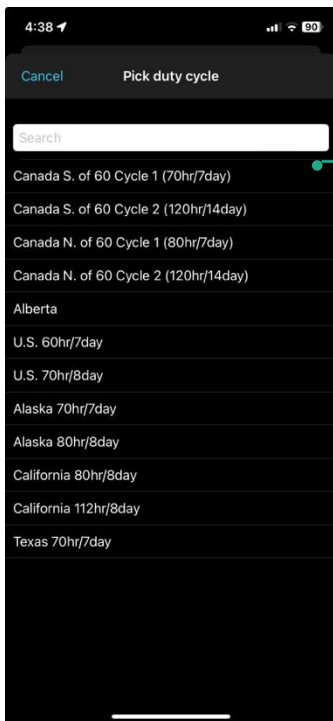 4:38
90
Cancel
Pick duty cycle
Search
Canada S. of 60 Cycle 1 (70hr/7day)
Canada S. of 60 Cycle 2 (120hr/14day)
Canada N. of 60 Cycle 1 (80hr/7day)
Canada N. of 60 Cycle 2 (120hr/14day)
Alberta
U.S. 60hr/7day
U.S. 70hr/8day
Alaska 70hr/7day
Alaska 80hr/8day
California 80hr/8day
California 112hr/8day
Texas 70hr/7day